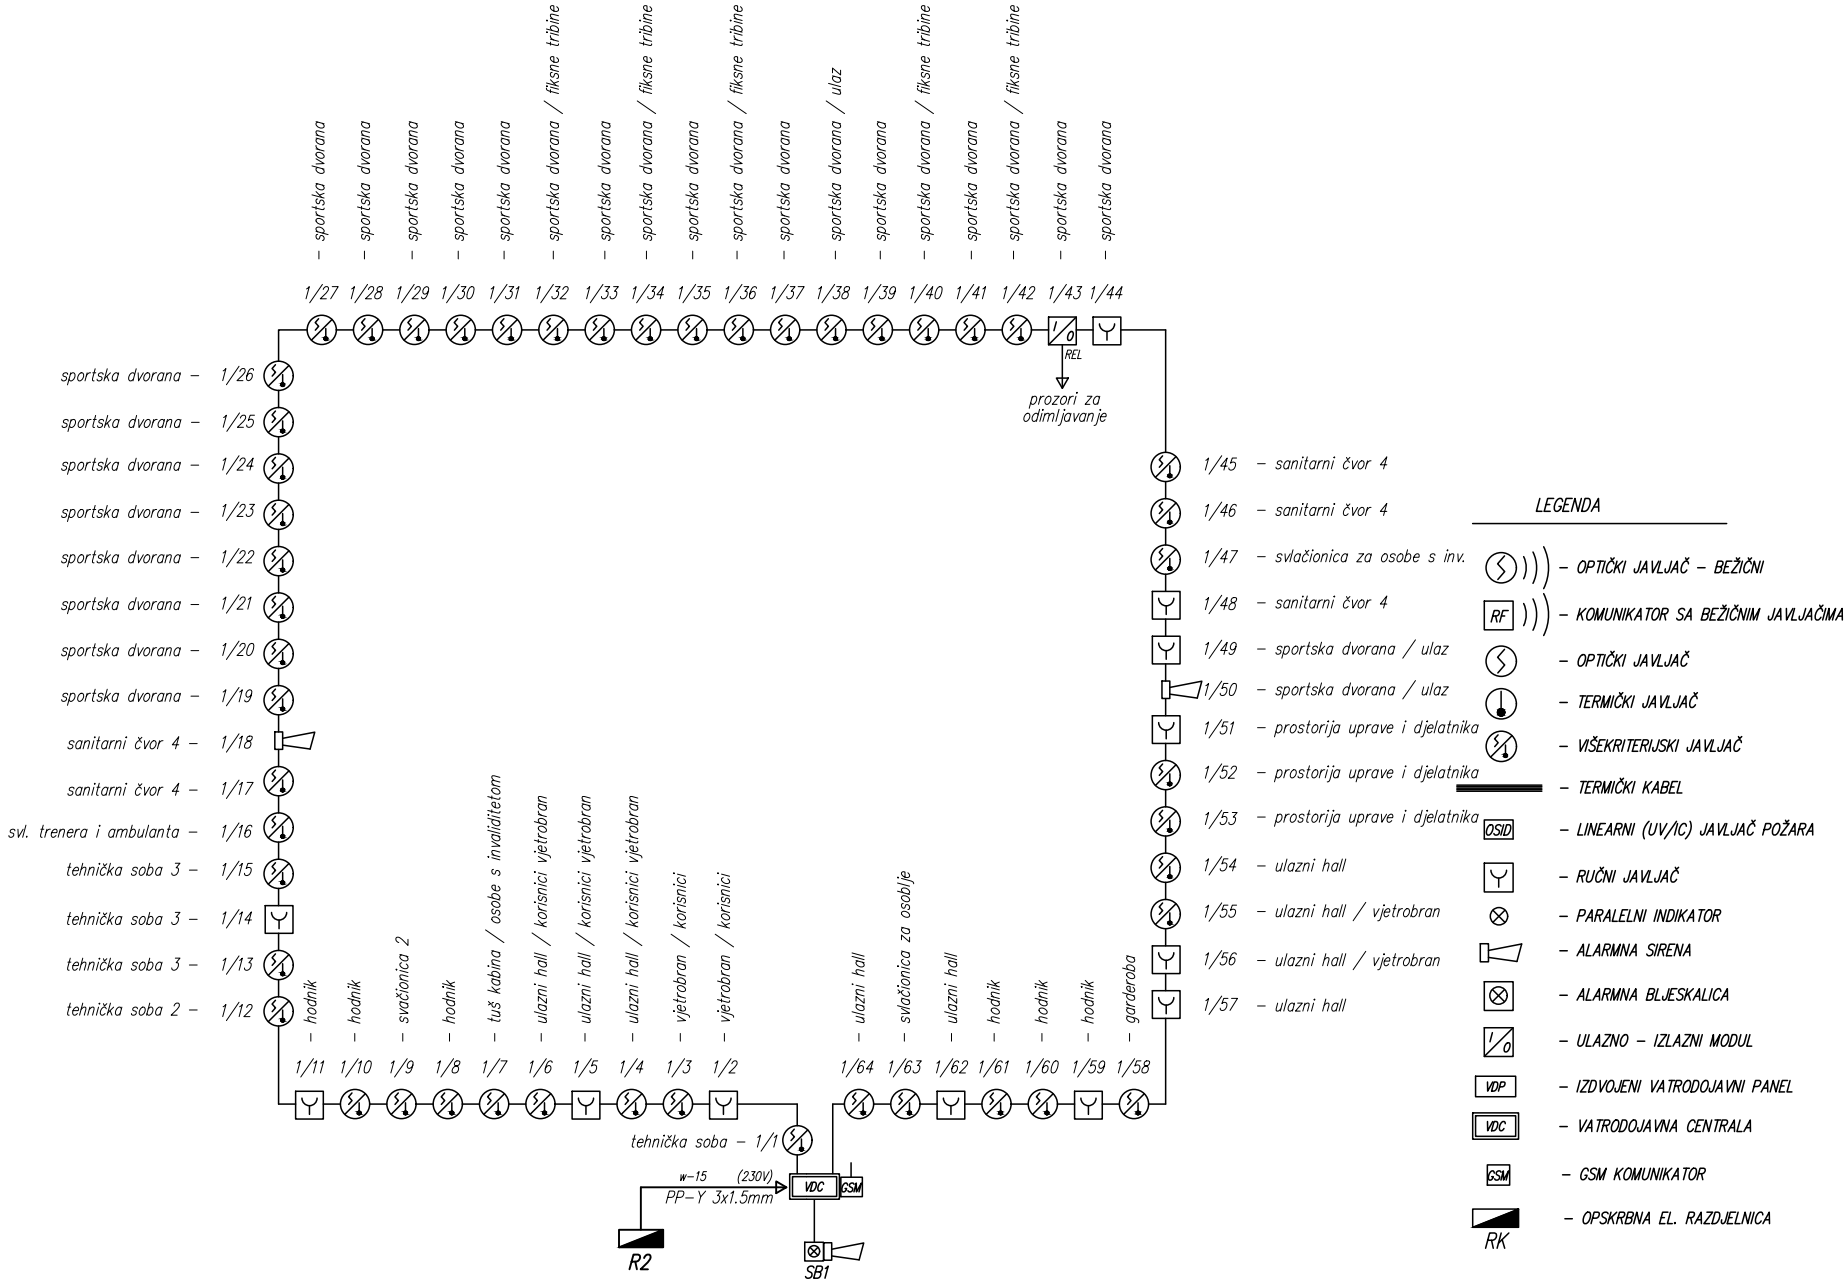 – sportska dvorana
– sportska dvorana
– sportska dvorana
– sportska dvorana
– sportska dvorana
– sportska dvorana / fiksne tribine
– sportska dvorana
– sportska dvorana / fiksne tribine
– sportska dvorana
– sportska dvorana / fiksne tribine
– sportska dvorana
– sportska dvorana / ulaz
– sportska dvorana
– sportska dvorana / fiksne tribine
– sportska dvorana
– sportska dvorana / fiksne tribine
– sportska dvorana
– sportska dvorana
1/27 1/28 1/29 1/30 1/31 1/32 1/33 1/34 1/35 1/36 1/37 1/38 1/39 1/40 1/41 1/42 1/43 1/44
I/O
REL
prozori za
odimljavanje
sportska dvorana – 1/26
sportska dvorana – 1/25
sportska dvorana – 1/24
sportska dvorana – 1/23
sportska dvorana – 1/22
sportska dvorana – 1/21
sportska dvorana – 1/20
sportska dvorana – 1/19
sanitarni čvor 4 – 1/18
sanitarni čvor 4 – 1/17
svl. trenera i ambulanta – 1/16
tehnička soba 3 – 1/15
tehnička soba 3 – 1/14
tehnička soba 3 – 1/13
tehnička soba 2 – 1/12
– hodnik
– hodnik
– svačionica 2
– hodnik
– tuš kabina / osobe s invaliditetom
– ulazni hall / korisnici vjetrobran
– ulazni hall / korisnici vjetrobran
– ulazni hall / korisnici vjetrobran
– vjetrobran / korisnici
– vjetrobran / korisnici
1/11 1/10 1/9 1/8 1/7 1/6 1/5 1/4 1/3 1/2
– ulazni hall
– svlačionica za osoblje
– ulazni hall
– hodnik
– hodnik
– hodnik
– garderoba
1/64 1/63 1/62 1/61 1/60 1/59 1/58
1/45 – sanitarni čvor 4
1/46 – sanitarni čvor 4
1/47 – svlačionica za osobe s inv.
1/48 – sanitarni čvor 4
1/49 – sportska dvorana / ulaz
1/50 – sportska dvorana / ulaz
1/51 – prostorija uprave i djelatnika
1/52 – prostorija uprave i djelatnika
1/53 – prostorija uprave i djelatnika
1/54 – ulazni hall
1/55 – ulazni hall / vjetrobran
1/56 – ulazni hall / vjetrobran
1/57 – ulazni hall
tehnička soba – 1/1
w-15 (230V)
PP-Y 3x1.5mm
VDC
GSM
R2
SB1
LEGENDA
– OPTIČKI JAVLJAČ – BEŽIČNI
RF – KOMUNIKATOR SA BEŽIČNIM JAVLJAČIMA
– OPTIČKI JAVLJAČ
– TERMIČKI JAVLJAČ
– VIŠEKRITERIJSKI JAVLJAČ
– TERMIČKI KABEL
OSID – LINEARNI (UV/IC) JAVLJAČ POŽARA
– RUČNI JAVLJAČ
– PARALELNI INDIKATOR
– ALARMNA SIRENA
– ALARMNA BLJESKALICA
I/O – ULAZNO – IZLAZNI MODUL
VDP – IZDVOJENI VATRODOJAVNI PANEL
VDC – VATRODOJAVNA CENTRALA
GSM – GSM KOMUNIKATOR
– OPSKRBNA EL. RAZDJELNICA
RK